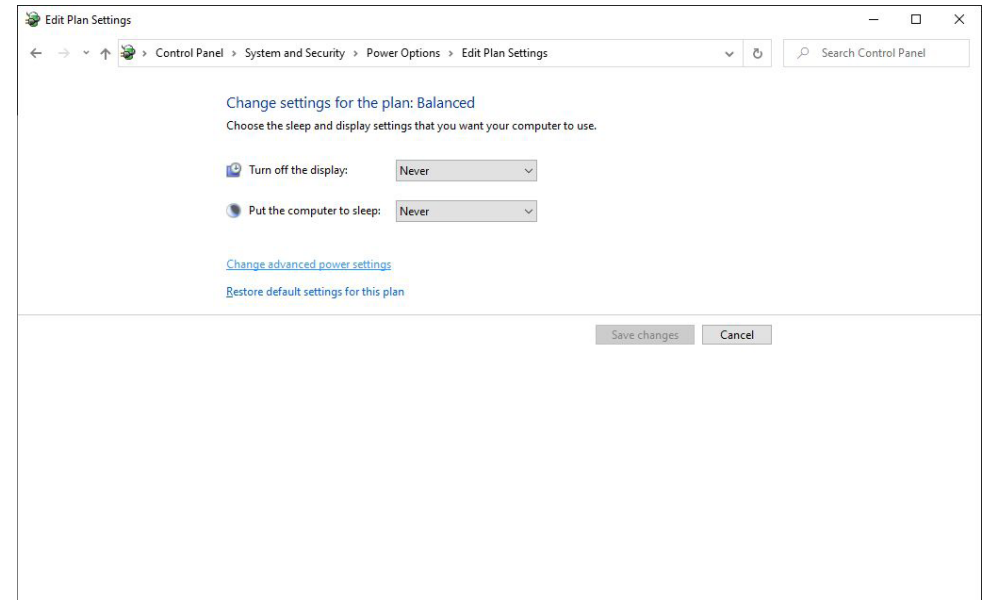 Edit Plan Settings
Control Panel > System and Security > Power Options > Edit Plan Settings
Search Control Panel
Change settings for the plan: Balanced
Choose the sleep and display settings that you want your computer to use.
Turn off the display: Never
Put the computer to sleep: Never
Change advanced power settings
Restore default settings for this plan
Save changes Cancel